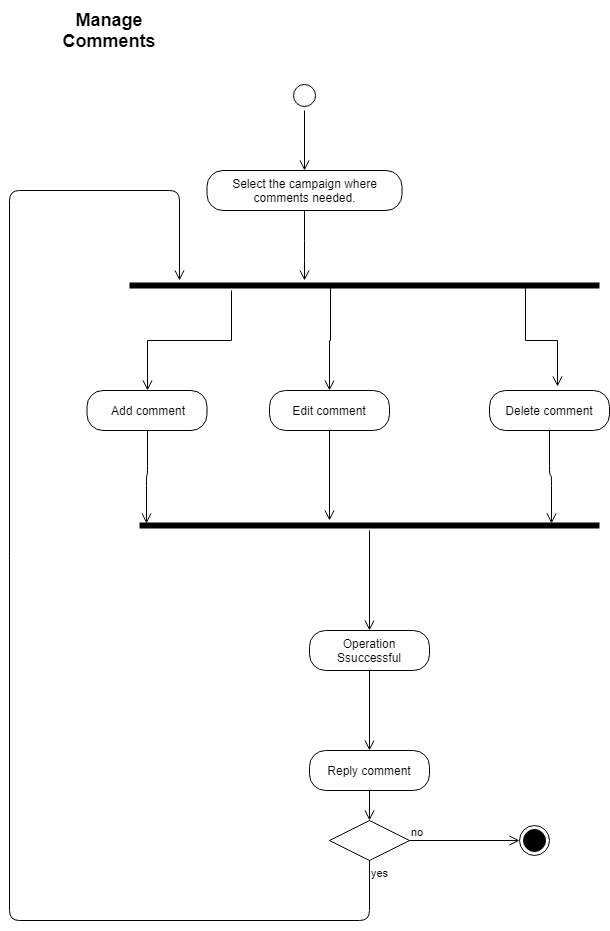 Manage
Comments
Select the campaign where
comments needed.
Add comment
Edit comment
Delete comment
Operation
Ssuccessful
Reply comment
no
yes